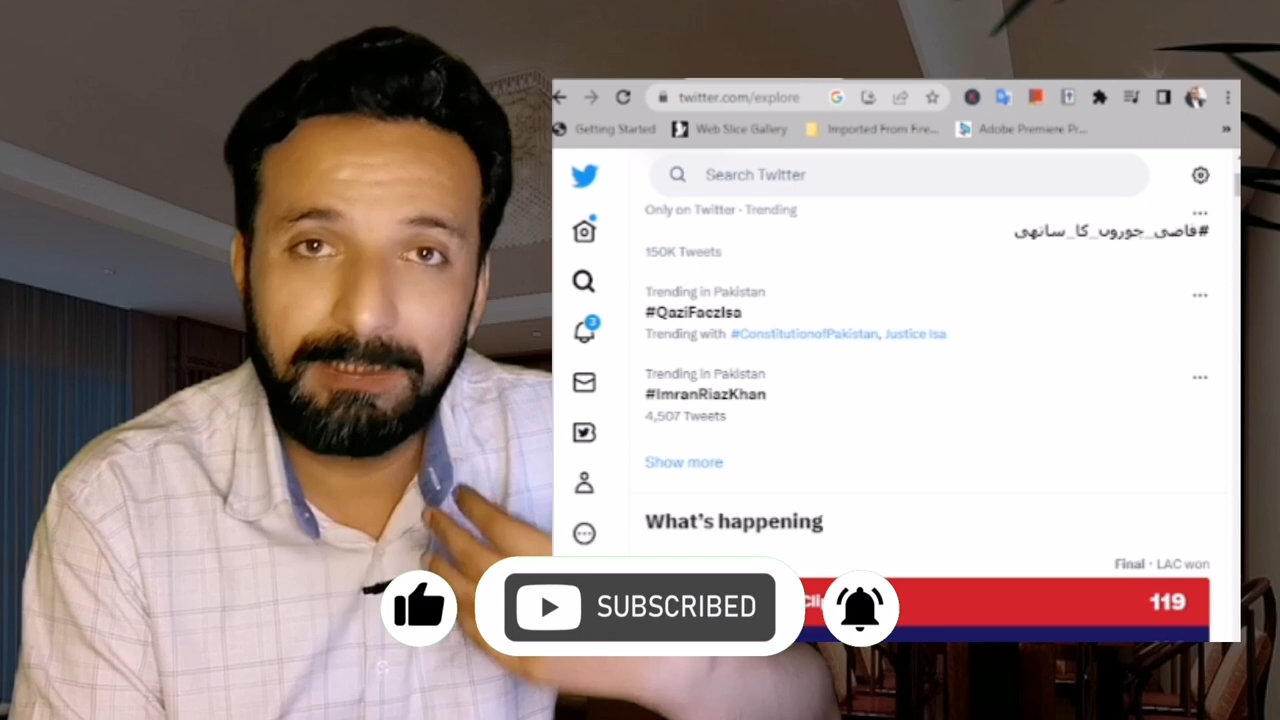 twitter.com/explore
Getting Started Web Slice Gallery Imported From Fire... Adobe Premiere Pr... »
Search Twitter
Only on Twitter · Trending
#قاضی_چوروں_کا_ساتھی
150K Tweets
Trending in Pakistan
#QaziFaezIsa
Trending with #ConstitutionofPakistan, Justice Isa
Trending in Pakistan
#ImranRiazKhan
4,507 Tweets
3
Show more
What's happening
Final · LAC won
119
SUBSCRIBED